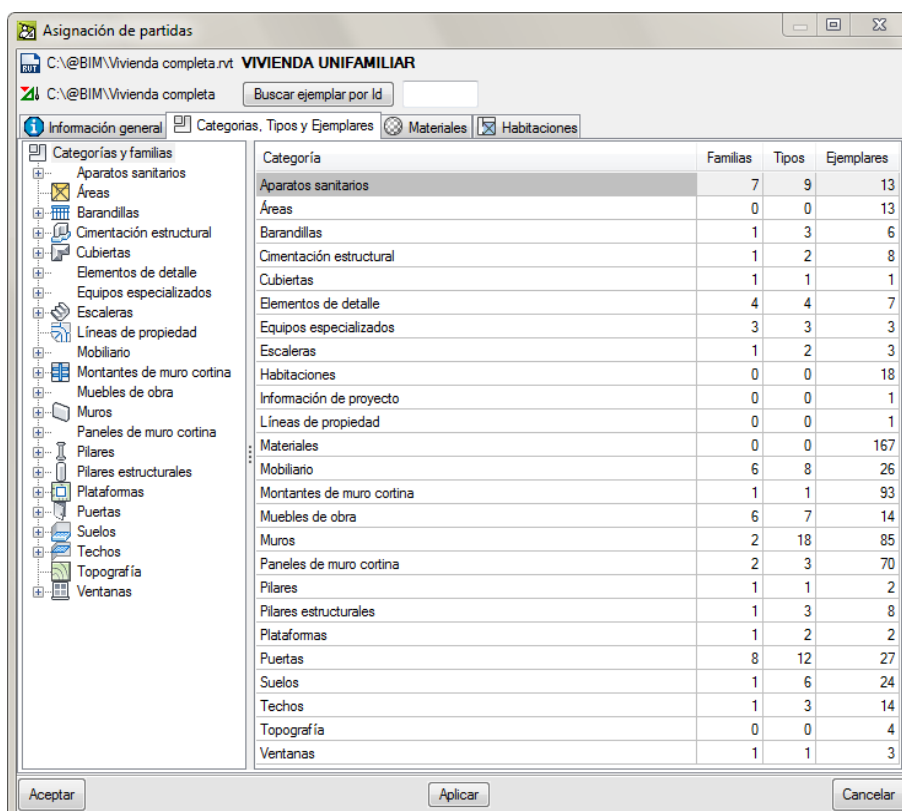 Asignación de partidas
C:\@BIM\Vivienda completa.rvt VIVIENDA UNIFAMILIAR
C:\@BIM\Vivienda completa Buscar ejemplar por Id
Información general Categorias, Tipos y Ejemplares Materiales Habitaciones
Categorías y familias
Aparatos sanitarios
Áreas
Barandillas
Cimentación estructural
Cubiertas
Elementos de detalle
Equipos especializados
Escaleras
Líneas de propiedad
Mobiliario
Montantes de muro cortina
Muebles de obra
Muros
Paneles de muro cortina
Pilares
Pilares estructurales
Plataformas
Puertas
Suelos
Techos
Topografía
Ventanas
Categoría Familias Tipos Ejemplares
Aparatos sanitarios 7 9 13
Áreas 0 0 13
Barandillas 1 3 6
Cimentación estructural 1 2 8
Cubiertas 1 1 1
Elementos de detalle 4 4 7
Equipos especializados 3 3 3
Escaleras 1 2 3
Habitaciones 0 0 18
Información de proyecto 0 0 1
Líneas de propiedad 0 0 1
Materiales 0 0 167
Mobiliario 6 8 26
Montantes de muro cortina 1 1 93
Muebles de obra 6 7 14
Muros 2 18 85
Paneles de muro cortina 2 3 70
Pilares 1 1 2
Pilares estructurales 1 3 8
Plataformas 1 2 2
Puertas 8 12 27
Suelos 1 6 24
Techos 1 3 14
Topografía 0 0 4
Ventanas 1 1 3
Aceptar Aplicar Cancelar